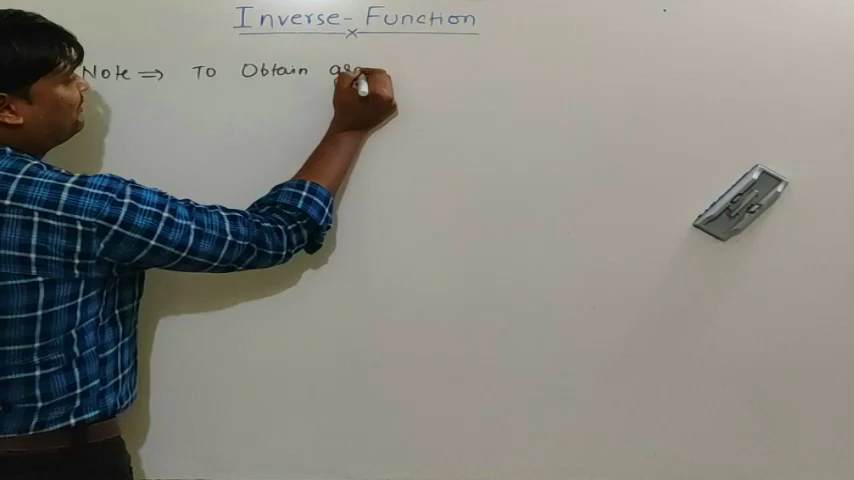 Inverse-Function
Note ⇒ To Obtain